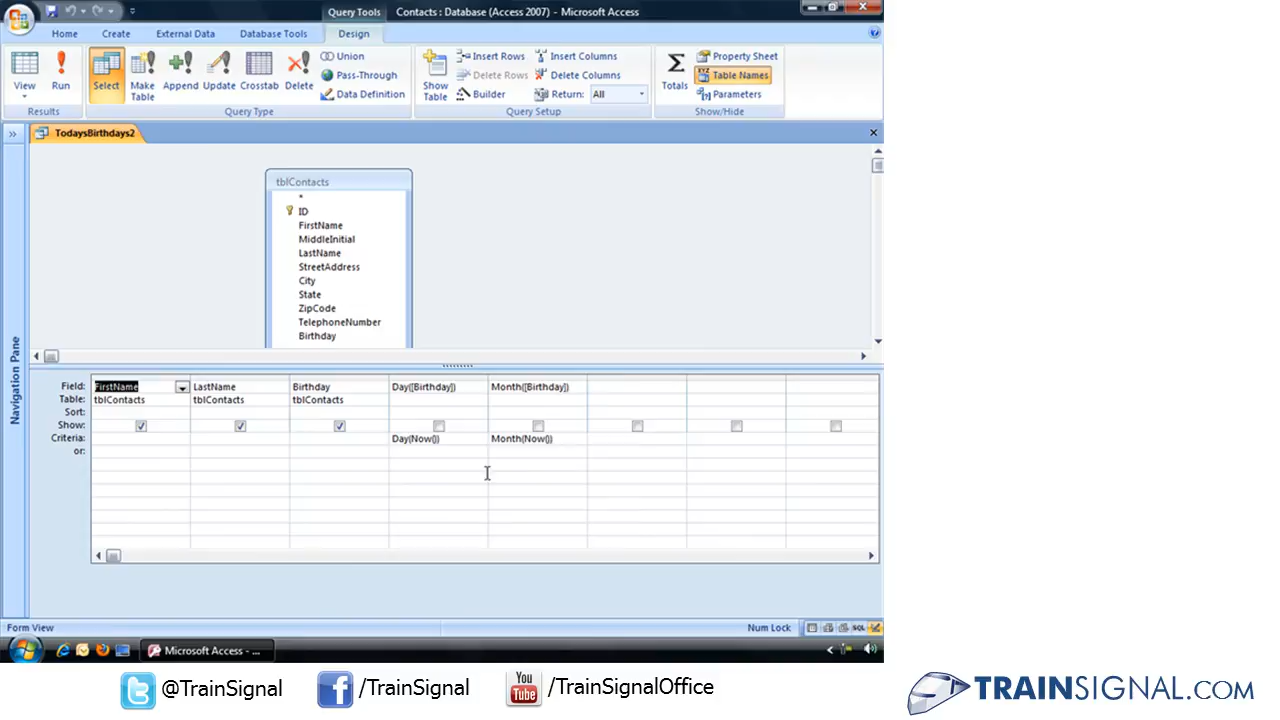 Query Tools
Contacts : Database (Access 2007) - Microsoft Access
Home Create External Data Database Tools Design
View
Run
Select
Make Table
Append
Update
Crosstab
Delete
Union
Pass-Through
Data Definition
Show Table
Insert Rows
Delete Rows
Builder
Insert Columns
Delete Columns
Return: All
Totals
Property Sheet
Table Names
Parameters
Results Query Type Query Setup Show/Hide
TodaysBirthdays2
Navigation Pane
tblContacts
*
ID
FirstName
MiddleInitial
LastName
StreetAddress
City
State
ZipCode
TelephoneNumber
Birthday
Field: FirstName LastName Birthday Day([Birthday]) Month([Birthday])
Table: tblContacts tblContacts tblContacts
Sort:
Show:
Criteria: Day(Now()) Month(Now())
or:
Form View
Num Lock
SQL
Microsoft Access - ...
@TrainSignal
/TrainSignal
You Tube
/TrainSignalOffice
TRAINSIGNAL.COM